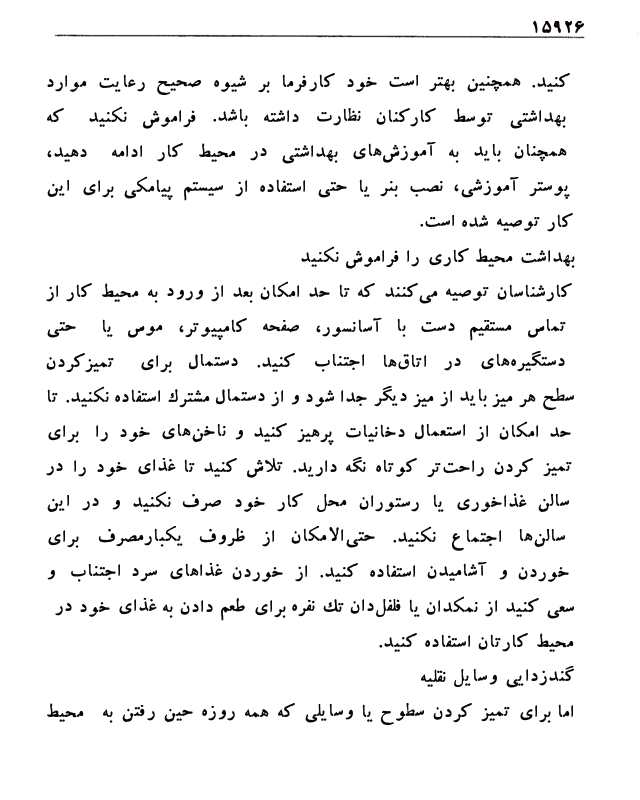 ۱۵۹۲۶
کنید. همچنین بهتر است خود کارفرما بر شیوه صحیح رعایت موارد
بهداشتی توسط کارکنان نظارت داشته باشد. فراموش نکنید که
همچنان باید به آموزش‌های بهداشتی در محیط کار ادامه دهید،
پوستر آموزشی، نصب بنر یا حتی استفاده از سیستم پیامکی برای این
کار توصیه شده است.
بهداشت محیط کاری را فراموش نکنید
کارشناسان توصیه می‌کنند که تا حد امکان بعد از ورود به محیط کار از
تماس مستقیم دست با آسانسور، صفحه کامپیوتر، موس یا حتی
دستگیره‌های در اتاق‌ها اجتناب کنید. دستمال برای تمیزکردن
سطح هر میز باید از میز دیگر جدا شود و از دستمال مشترك استفاده نکنید. تا
حد امکان از استعمال دخانیات پرهیز کنید و ناخن‌های خود را برای
تمیز کردن راحت‌تر کوتاه نگه دارید. تلاش کنید تا غذای خود را در
سالن غذاخوری یا رستوران محل کار خود صرف نکنید و در این
سالن‌ها اجتماع نکنید. حتی‌الامکان از ظروف یکبارمصرف برای
خوردن و آشامیدن استفاده کنید. از خوردن غذاهای سرد اجتناب و
سعی کنید از نمکدان یا فلفل‌دان تك نفره برای طعم دادن به غذای خود در
محیط کارتان استفاده کنید.
گندزدایی وسایل نقلیه
اما برای تمیز کردن سطوح یا وسایلی که همه روزه حین رفتن به محیط